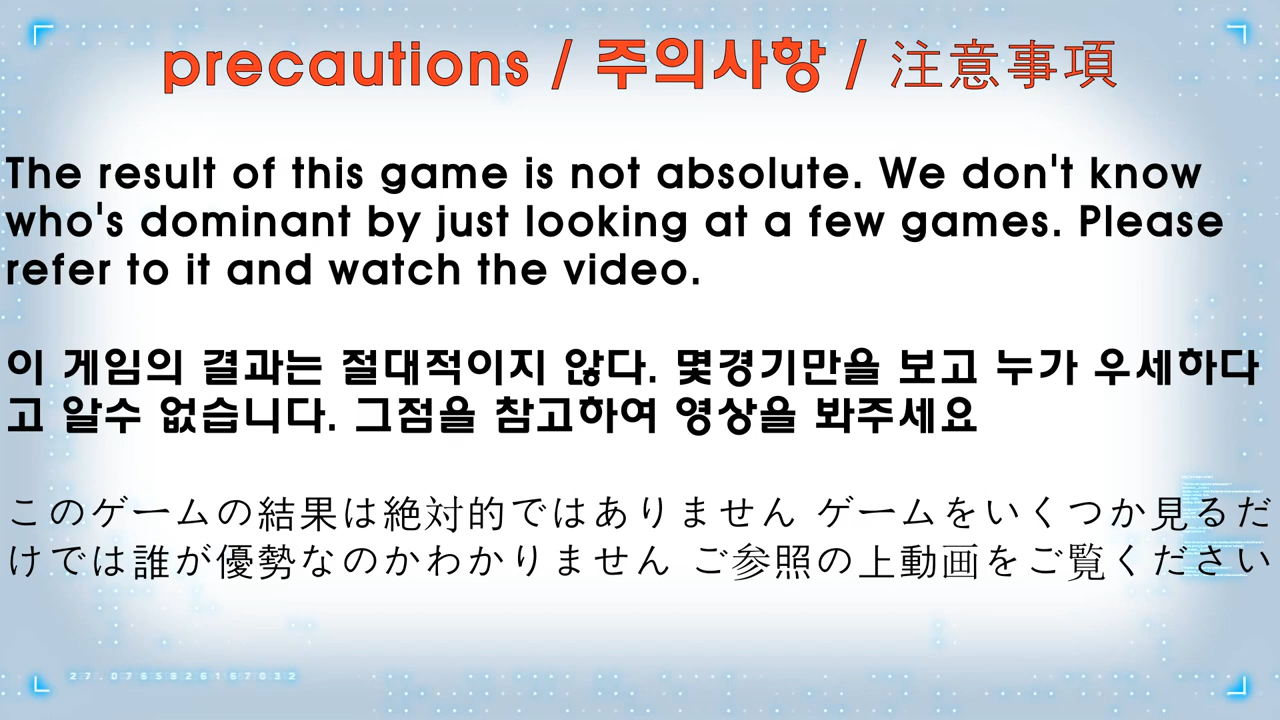 precautions / 주의사항 / 注意事項
The result of this game is not absolute. We don't know
who's dominant by just looking at a few games. Please
refer to it and watch the video.
이 게임의 결과는 절대적이지 않다. 몇경기만을 보고 누가 우세하다
고 알수 없습니다. 그점을 참고하여 영상을 봐주세요
このゲームの結果は絶対的ではありません ゲームをいくつか見るだ
けでは誰が優勢なのかわかりません ご参照の上動画をご覧ください